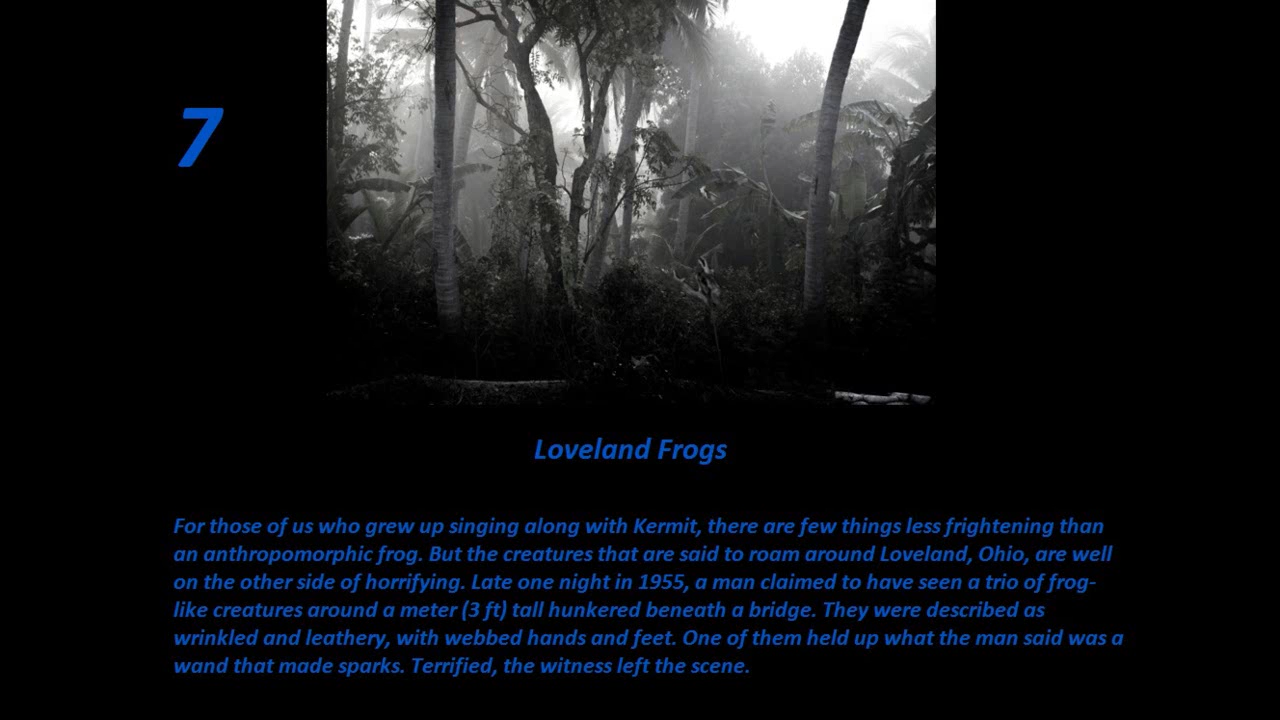 7
Loveland Frogs
For those of us who grew up singing along with Kermit, there are few things less frightening than
an anthropomorphic frog. But the creatures that are said to roam around Loveland, Ohio, are well
on the other side of horrifying. Late one night in 1955, a man claimed to have seen a trio of frog-
like creatures around a meter (3 ft) tall hunkered beneath a bridge. They were described as
wrinkled and leathery, with webbed hands and feet. One of them held up what the man said was a
wand that made sparks. Terrified, the witness left the scene.